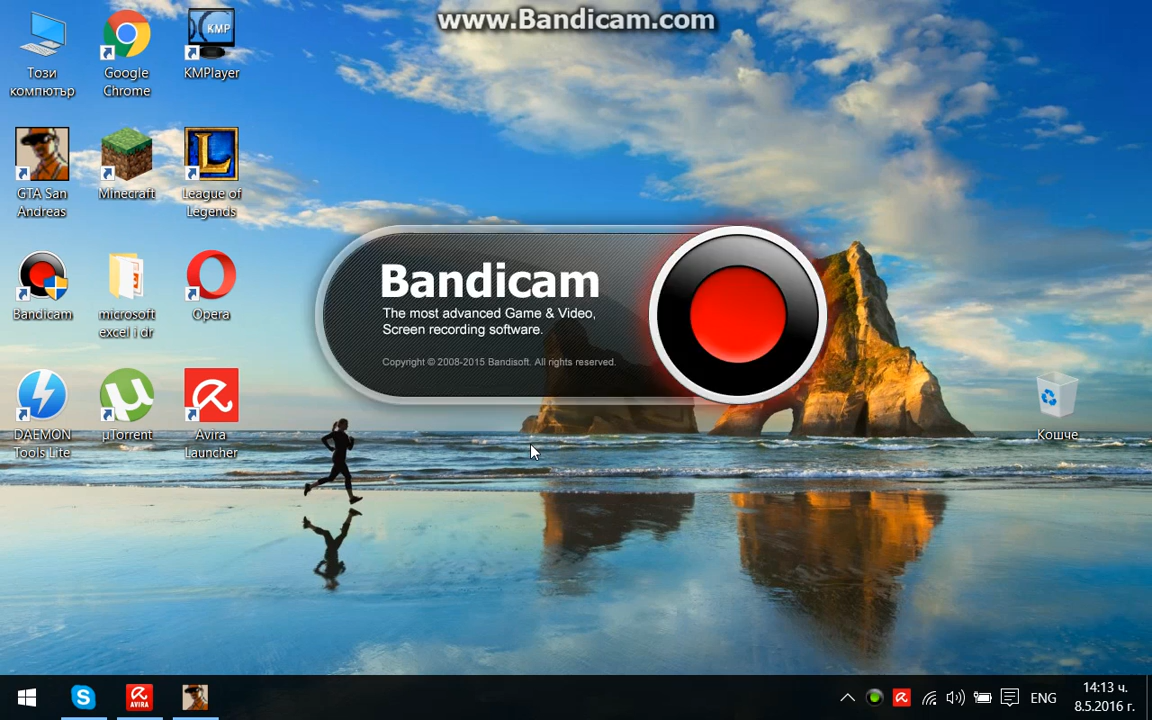 www.Bandicam.com
Този
компютър
Google
Chrome
KMP
KMPlayer
GTA San
Andreas
Minecraft
L
League of
Legends
Bandicam
microsoft
excel i dr
Opera
DAEMON
Tools Lite
µTorrent
Avira
Launcher
Bandicam
The most advanced Game & Video,
Screen recording software.
Copyright © 2008-2015 Bandisoft. All rights reserved.
Кошче
AVIRA
ENG
14:13 ч.
8.5.2016 г.